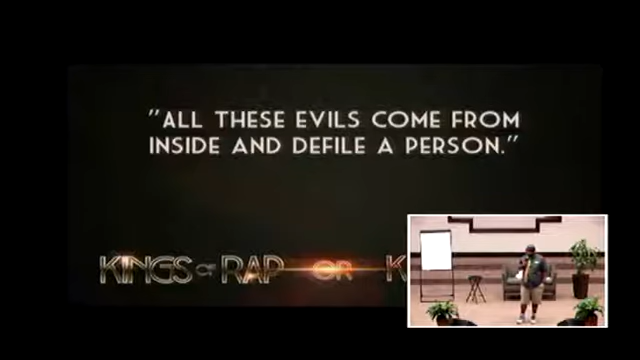 "ALL THESE EVILS COME FROM
INSIDE AND DEFILE A PERSON."
KINGS OF RAP OR K